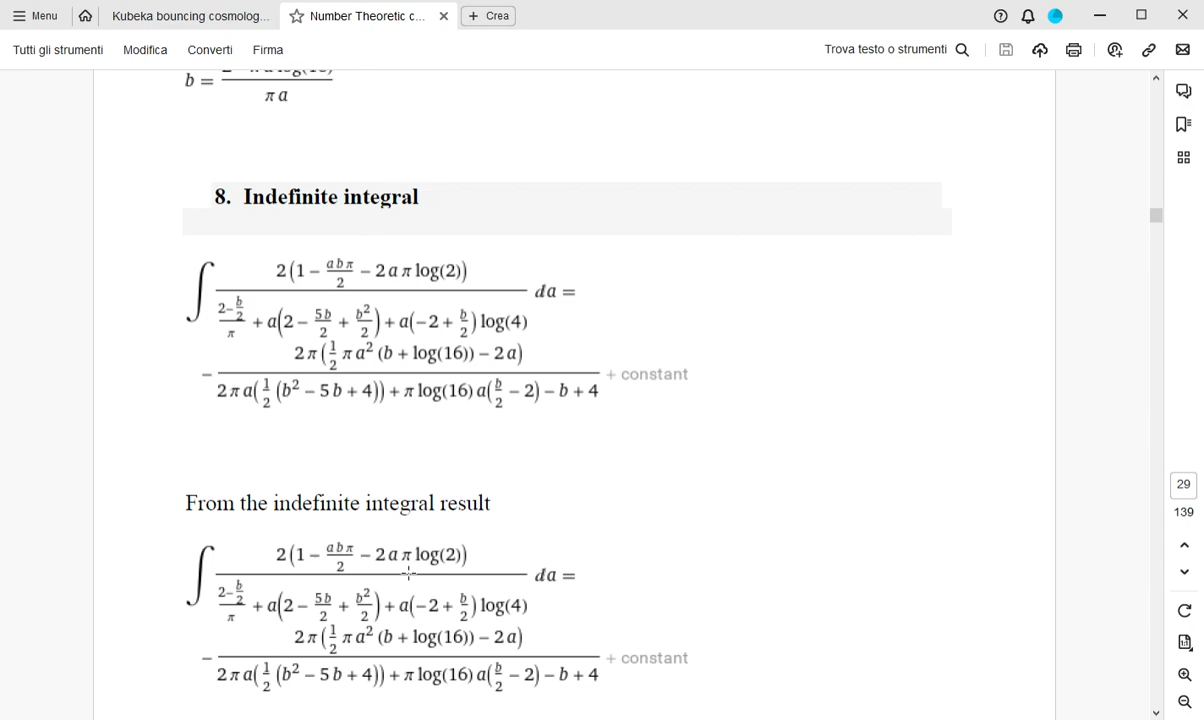 Menu
Kubeka bouncing cosmolog...
Number Theoretic c...
Crea
Tutti gli strumenti
Modifica
Converti
Firma
Trova testo o strumenti
b =
π a
8. Indefinite integral
∫ 2(1 − abπ/2 − 2 a π log(2)) / ((2−b/2)/π + a(2 − 5b/2 + b²/2) + a(−2 + b/2) log(4)) da =
− 2π(1/2 π a² (b + log(16)) − 2 a) / (2 π a(1/2 (b² − 5 b + 4)) + π log(16) a(b/2 − 2) − b + 4) + constant
From the indefinite integral result
∫ 2(1 − abπ/2 − 2 a π log(2)) / ((2−b/2)/π + a(2 − 5b/2 + b²/2) + a(−2 + b/2) log(4)) da =
− 2π(1/2 π a² (b + log(16)) − 2 a) / (2 π a(1/2 (b² − 5 b + 4)) + π log(16) a(b/2 − 2) − b + 4) + constant
29
139
1:1